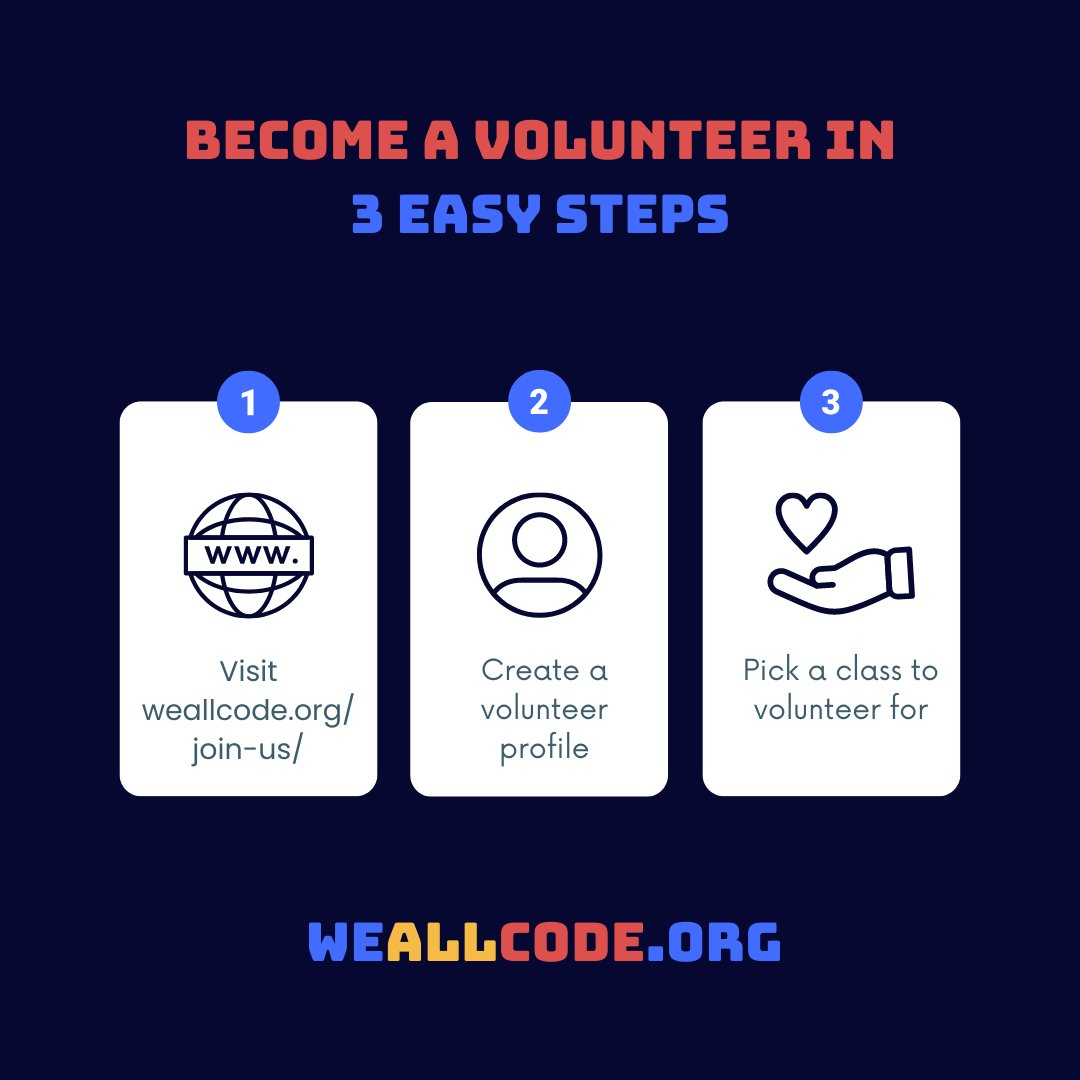 BECOME A VOLUNTEER IN
3 EASY STEPS
1
www.
Visit
weallcode.org/
join-us/
2
Create a
volunteer
profile
3
Pick a class to
volunteer for
WEALLCODE.ORG